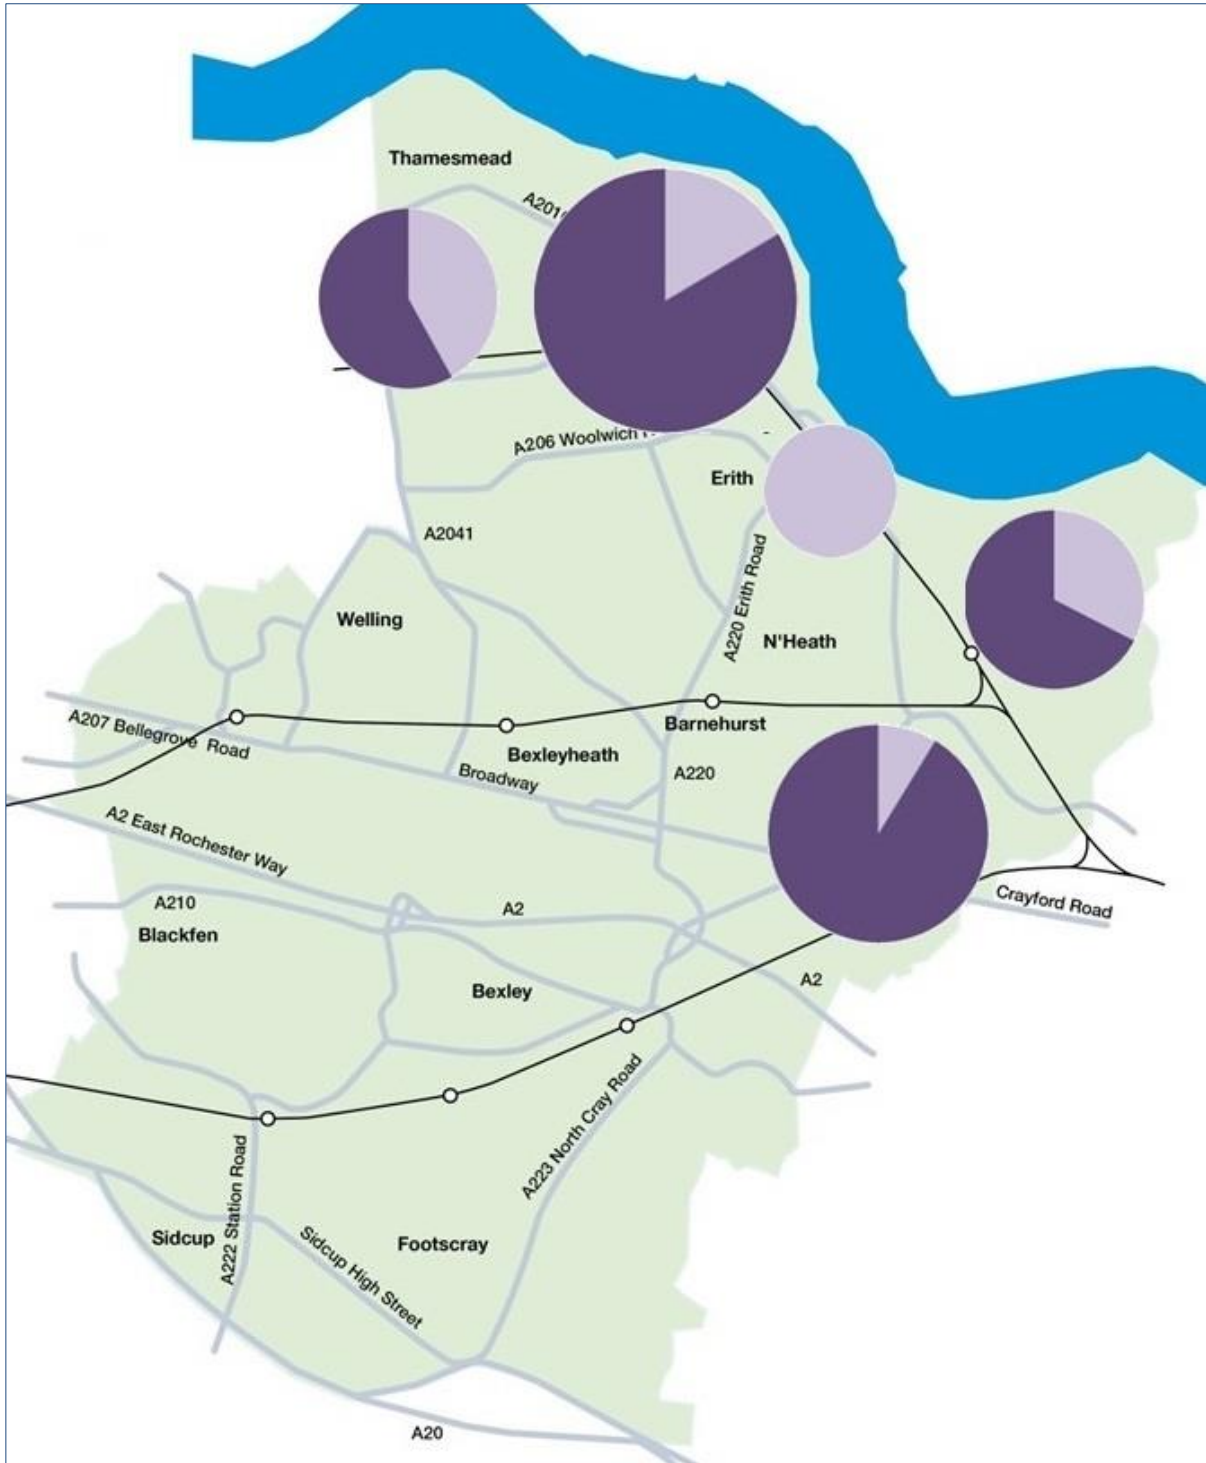 Thamesmead
A201
A206 Woolwich
Erith
A2041
A220 Erith Road
Welling
N'Heath
A207 Bellegrove Road
Barnehurst
Bexleyheath
Broadway
A220
A2 East Rochester Way
Crayford Road
A210
A2
Blackfen
A2
Bexley
A223 North Cray Road
A222 Station Road
Sidcup
Sidcup High Street
Footscray
A20